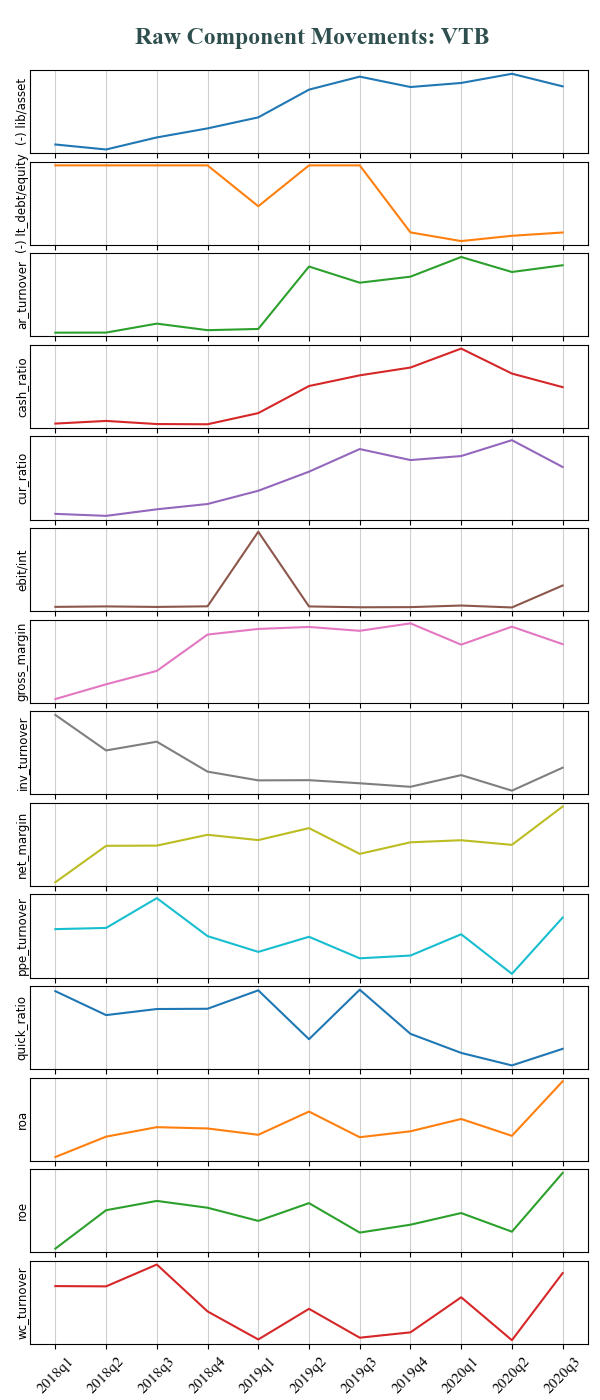 Raw Component Movements: VTB
(-) lib/asset
(-) lt_debt/equity
ar_turnover
cash_ratio
cur_ratio
ebit/int
gross_margin
inv_turnover
net_margin
ppe_turnover
quick_ratio
roa
roe
wc_turnover
2018q1 2018q2 2018q3 2018q4 2019q1 2019q2 2019q3 2019q4 2020q1 2020q2 2020q3